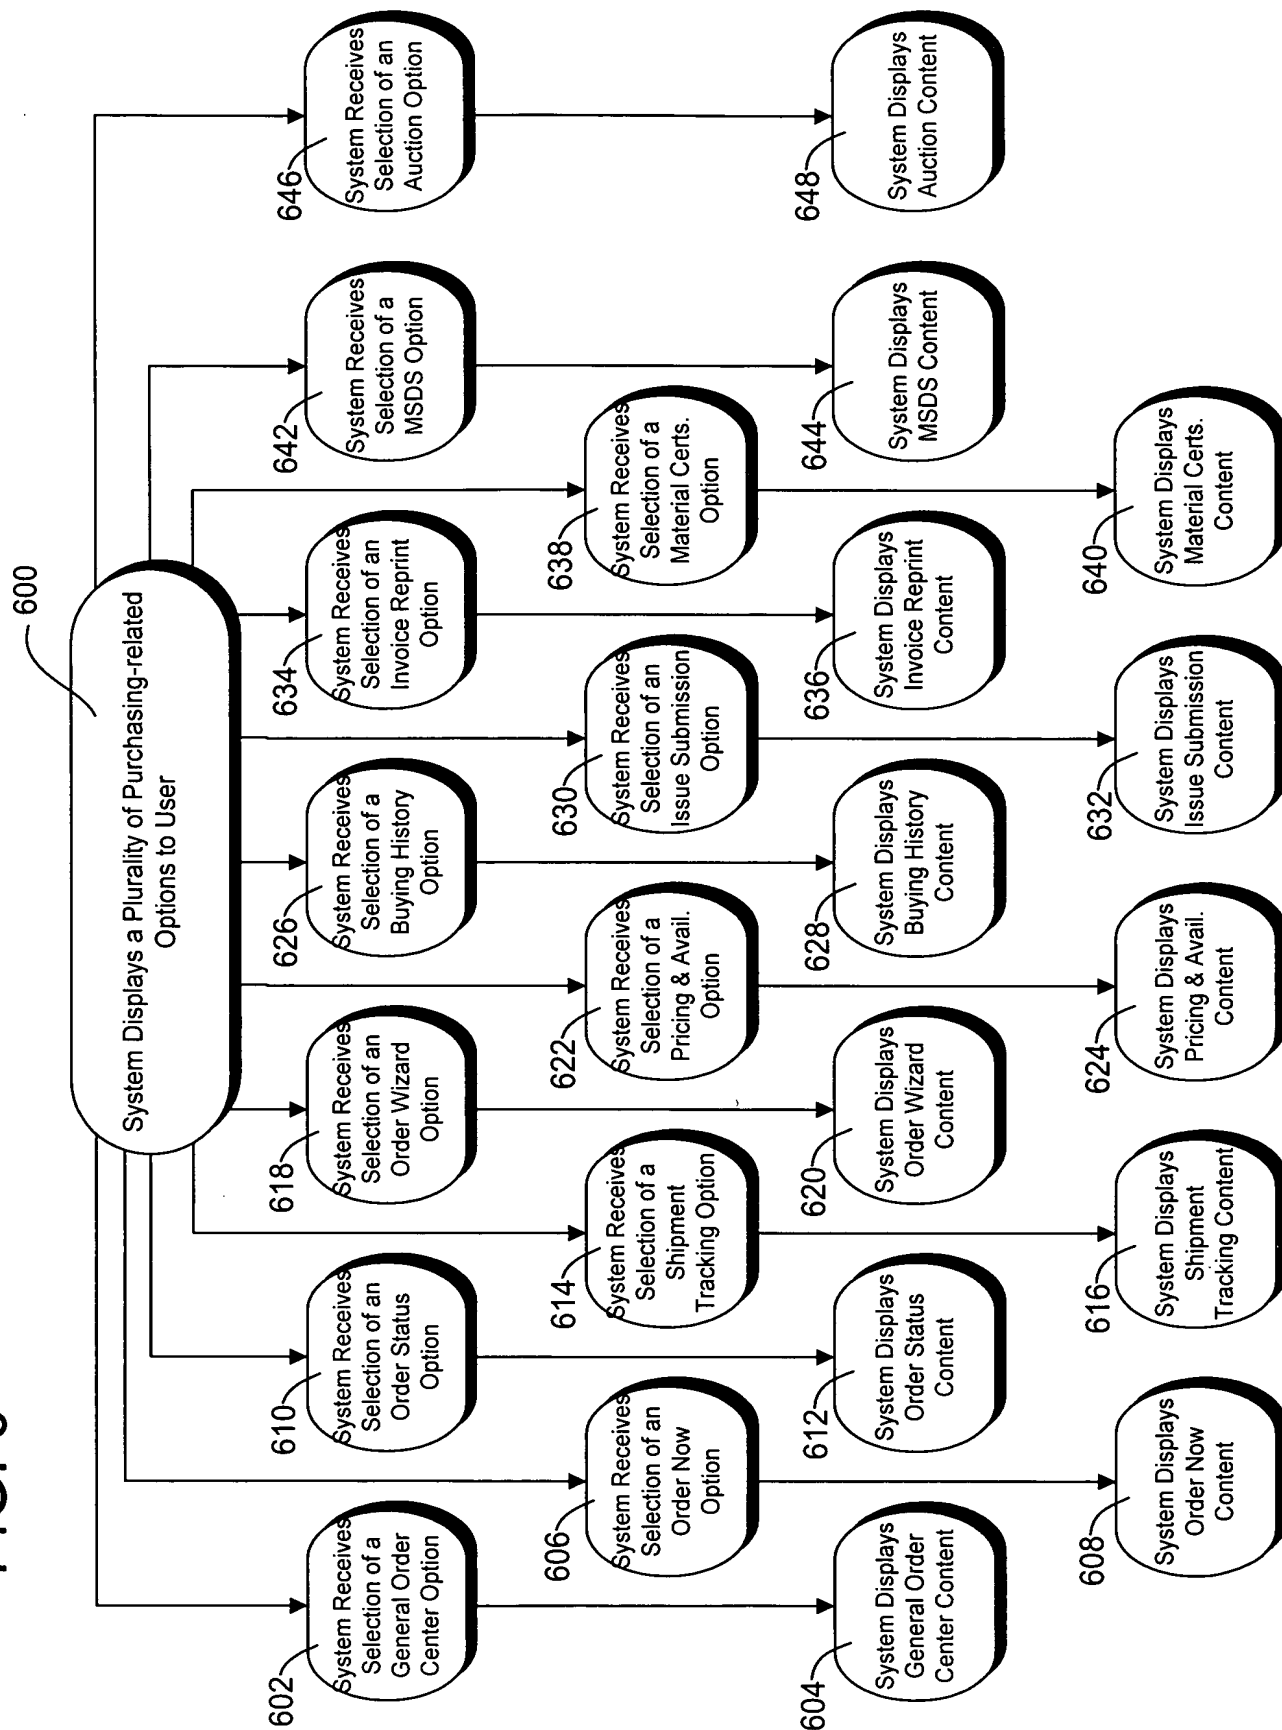 600
System Displays a Plurality of Purchasing-related
Options to User
602
System Receives
Selection of a
General Order
Center Option
610
System Receives
Selection of an
Order Status
Option
618
System Receives
Selection of an
Order Wizard
Option
626
System Receives
Selection of a
Buying History
Option
634
System Receives
Selection of an
Invoice Reprint
Option
642
System Receives
Selection of a
MSDS Option
646
System Receives
Selection of an
Auction Option
606
System Receives
Selection of an
Order Now
Option
614
System Receives
Selection of a
Shipment
Tracking Option
622
System Receives
Selection of a
Pricing & Avail.
Option
630
System Receives
Selection of an
Issue Submission
Option
638
System Receives
Selection of a
Material Certs.
Option
604
System Displays
General Order
Center Content
612
System Displays
Order Status
Content
620
System Displays
Order Wizard
Content
628
System Displays
Buying History
Content
636
System Displays
Invoice Reprint
Content
644
System Displays
MSDS Content
648
System Displays
Auction Content
608
System Displays
Order Now
Content
616
System Displays
Shipment
Tracking Content
624
System Displays
Pricing & Avail.
Content
632
System Displays
Issue Submission
Content
640
System Displays
Material Certs.
Content